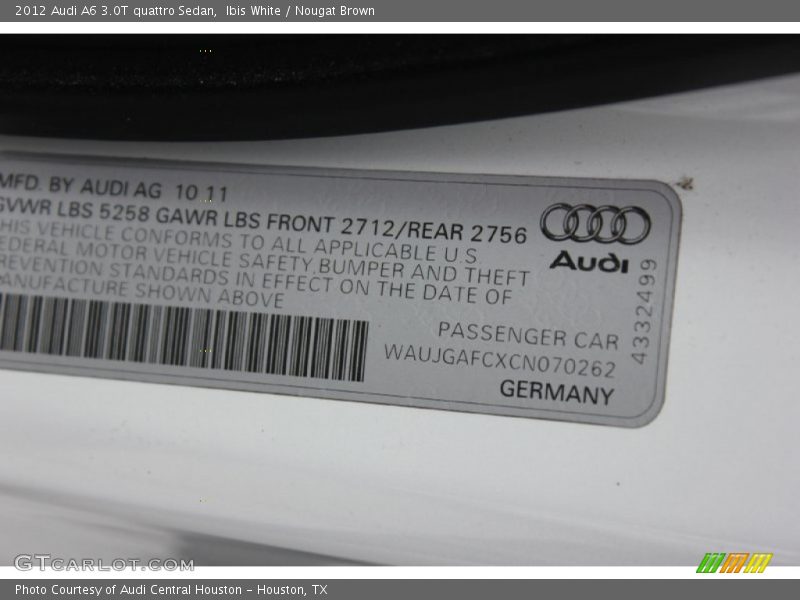 2012 Audi A6 3.0T quattro Sedan, Ibis White / Nougat Brown
MFD. BY AUDI AG 10 11
GVWR LBS 5258 GAWR LBS FRONT 2712/REAR 2756
HIS VEHICLE CONFORMS TO ALL APPLICABLE U.S
EDERAL MOTOR VEHICLE SAFETY,BUMPER AND THEFT
REVENTION STANDARDS IN EFFECT ON THE DATE OF
ANUFACTURE SHOWN ABOVE
Audi
4332499
PASSENGER CAR
WAUJGAFCXCN070262
GERMANY
GTCARLOT.COM
Photo Courtesy of Audi Central Houston - Houston, TX